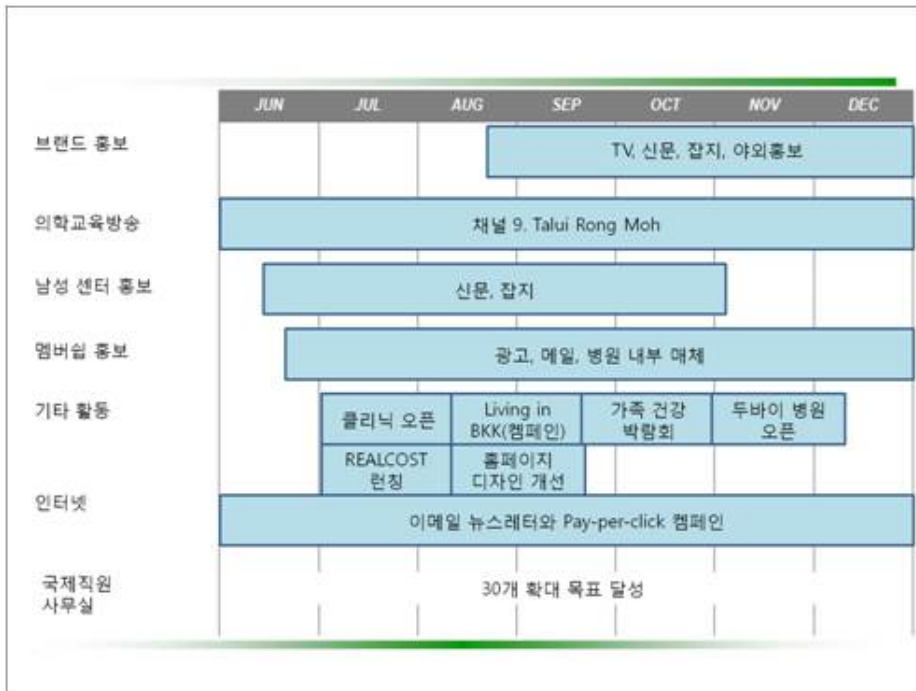 JUN JUL AUG SEP OCT NOV DEC
브랜드 홍보
TV, 신문, 잡지, 야외홍보
의학교육방송
채널 9. Talui Rong Moh
남성 센터 홍보
신문, 잡지
멤버쉽 홍보
광고, 메일, 병원 내부 매체
기타 활동
클리닉 오픈
Living in
BKK(켐페인)
가족 건강
박람회
두바이 병원
오픈
REALCOST
런칭
홈페이지
디자인 개선
인터넷
이메일 뉴스레터와 Pay-per-click 켐페인
국제직원
사무실
30개 확대 목표 달성